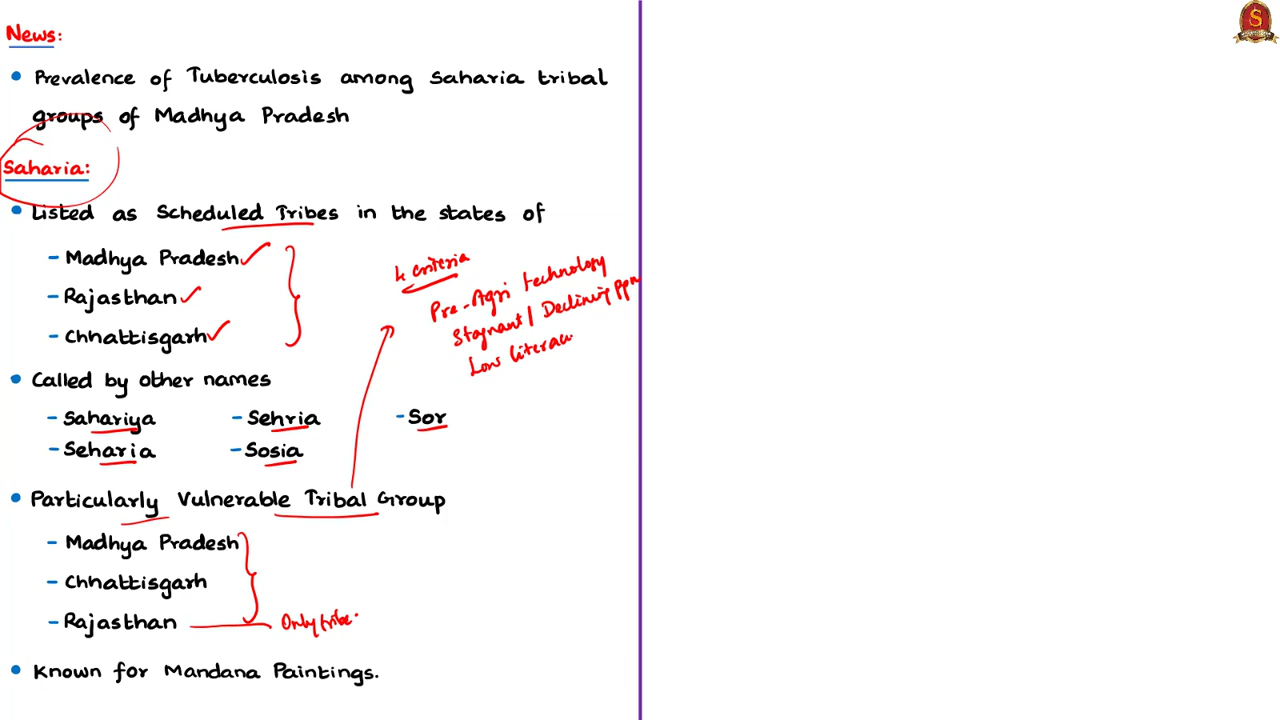 News:
• Prevalence of Tuberculosis among Saharia tribal
groups of Madhya Pradesh
Saharia:
• Listed as Scheduled Tribes in the states of
- Madhya Pradesh
- Rajasthan
- Chhattisgarh
4 criteria
Pre-Agri technology
Stagnant / Declining Ppn
Low literac
• Called by other names
- Sahariya - Sehria - Sor
- Seharia - Sosia
• Particularly Vulnerable Tribal Group
- Madhya Pradesh
- Chhattisgarh
- Rajasthan Only tribe.
• Known for Mandana Paintings.
S